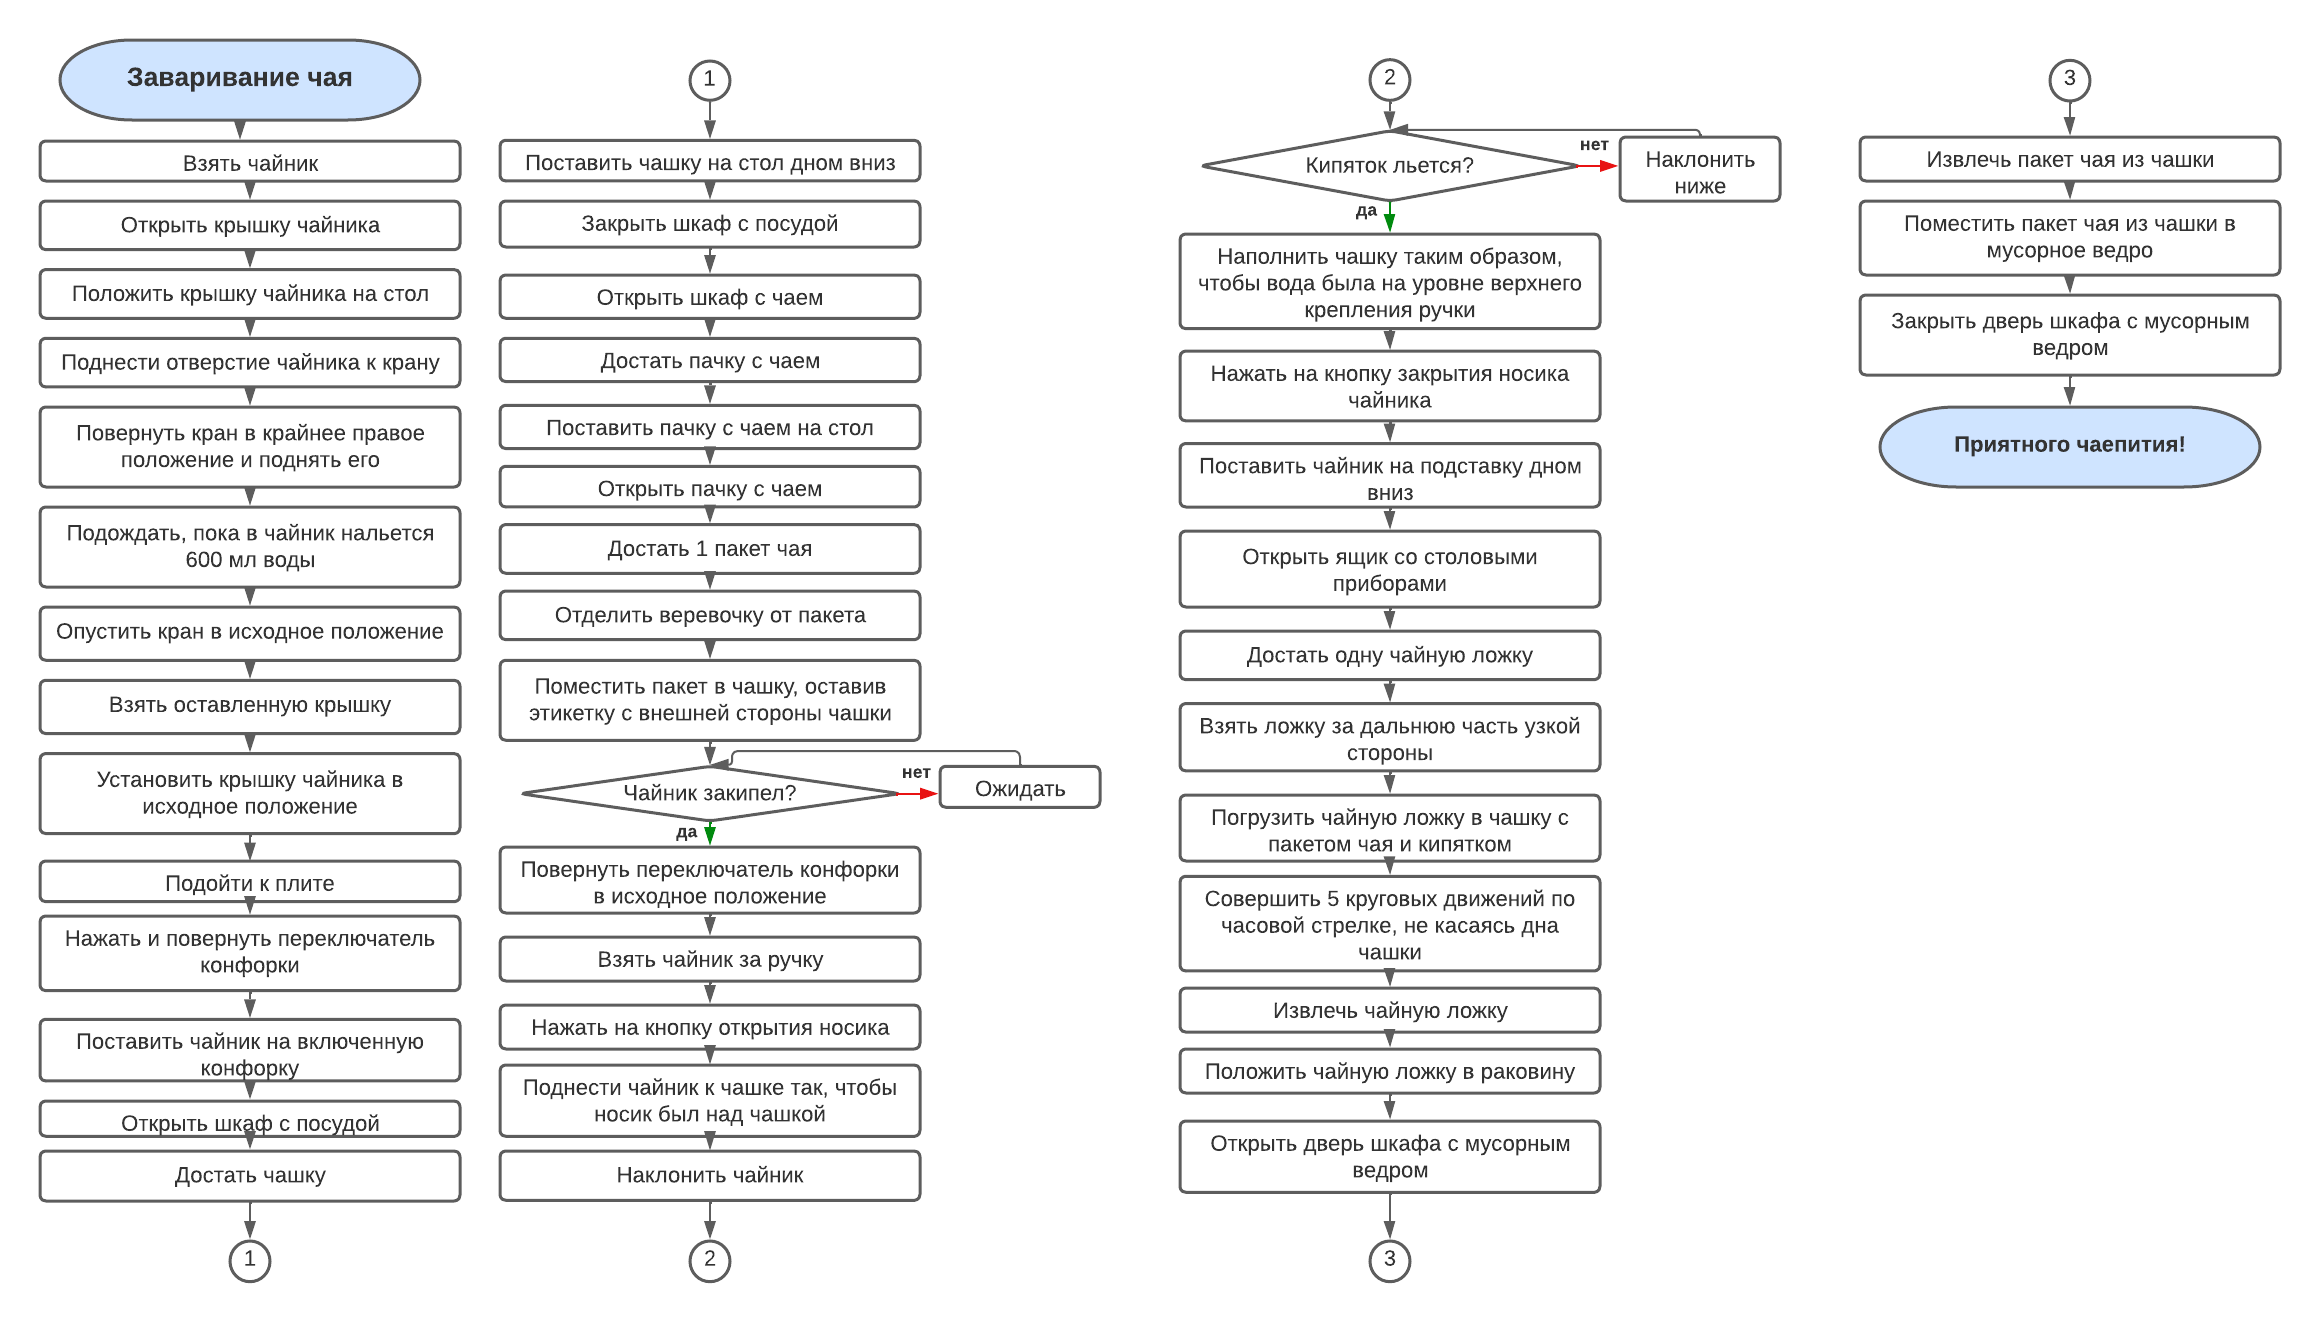 Заваривание чая
Взять чайник
Открыть крышку чайника
Положить крышку чайника на стол
Поднести отверстие чайника к крану
Повернуть кран в крайнее правое
положение и поднять его
Подождать, пока в чайник нальется
600 мл воды
Опустить кран в исходное положение
Взять оставленную крышку
Установить крышку чайника в
исходное положение
Подойти к плите
Нажать и повернуть переключатель
конфорки
Поставить чайник на включенную
конфорку
Открыть шкаф с посудой
Достать чашку
1
1
Поставить чашку на стол дном вниз
Закрыть шкаф с посудой
Открыть шкаф с чаем
Достать пачку с чаем
Поставить пачку с чаем на стол
Открыть пачку с чаем
Достать 1 пакет чая
Отделить веревочку от пакета
Поместить пакет в чашку, оставив
этикетку с внешней стороны чашки
Чайник закипел?
нет
Ожидать
да
Повернуть переключатель конфорки
в исходное положение
Взять чайник за ручку
Нажать на кнопку открытия носика
Поднести чайник к чашке так, чтобы
носик был над чашкой
Наклонить чайник
2
2
Кипяток льется?
нет
Наклонить
ниже
да
Наполнить чашку таким образом,
чтобы вода была на уровне верхнего
крепления ручки
Нажать на кнопку закрытия носика
чайника
Поставить чайник на подставку дном
вниз
Открыть ящик со столовыми
приборами
Достать одну чайную ложку
Взять ложку за дальнюю часть узкой
стороны
Погрузить чайную ложку в чашку с
пакетом чая и кипятком
Совершить 5 круговых движений по
часовой стрелке, не касаясь дна
чашки
Извлечь чайную ложку
Положить чайную ложку в раковину
Открыть дверь шкафа с мусорным
ведром
3
3
Извлечь пакет чая из чашки
Поместить пакет чая из чашки в
мусорное ведро
Закрыть дверь шкафа с мусорным
ведром
Приятного чаепития!